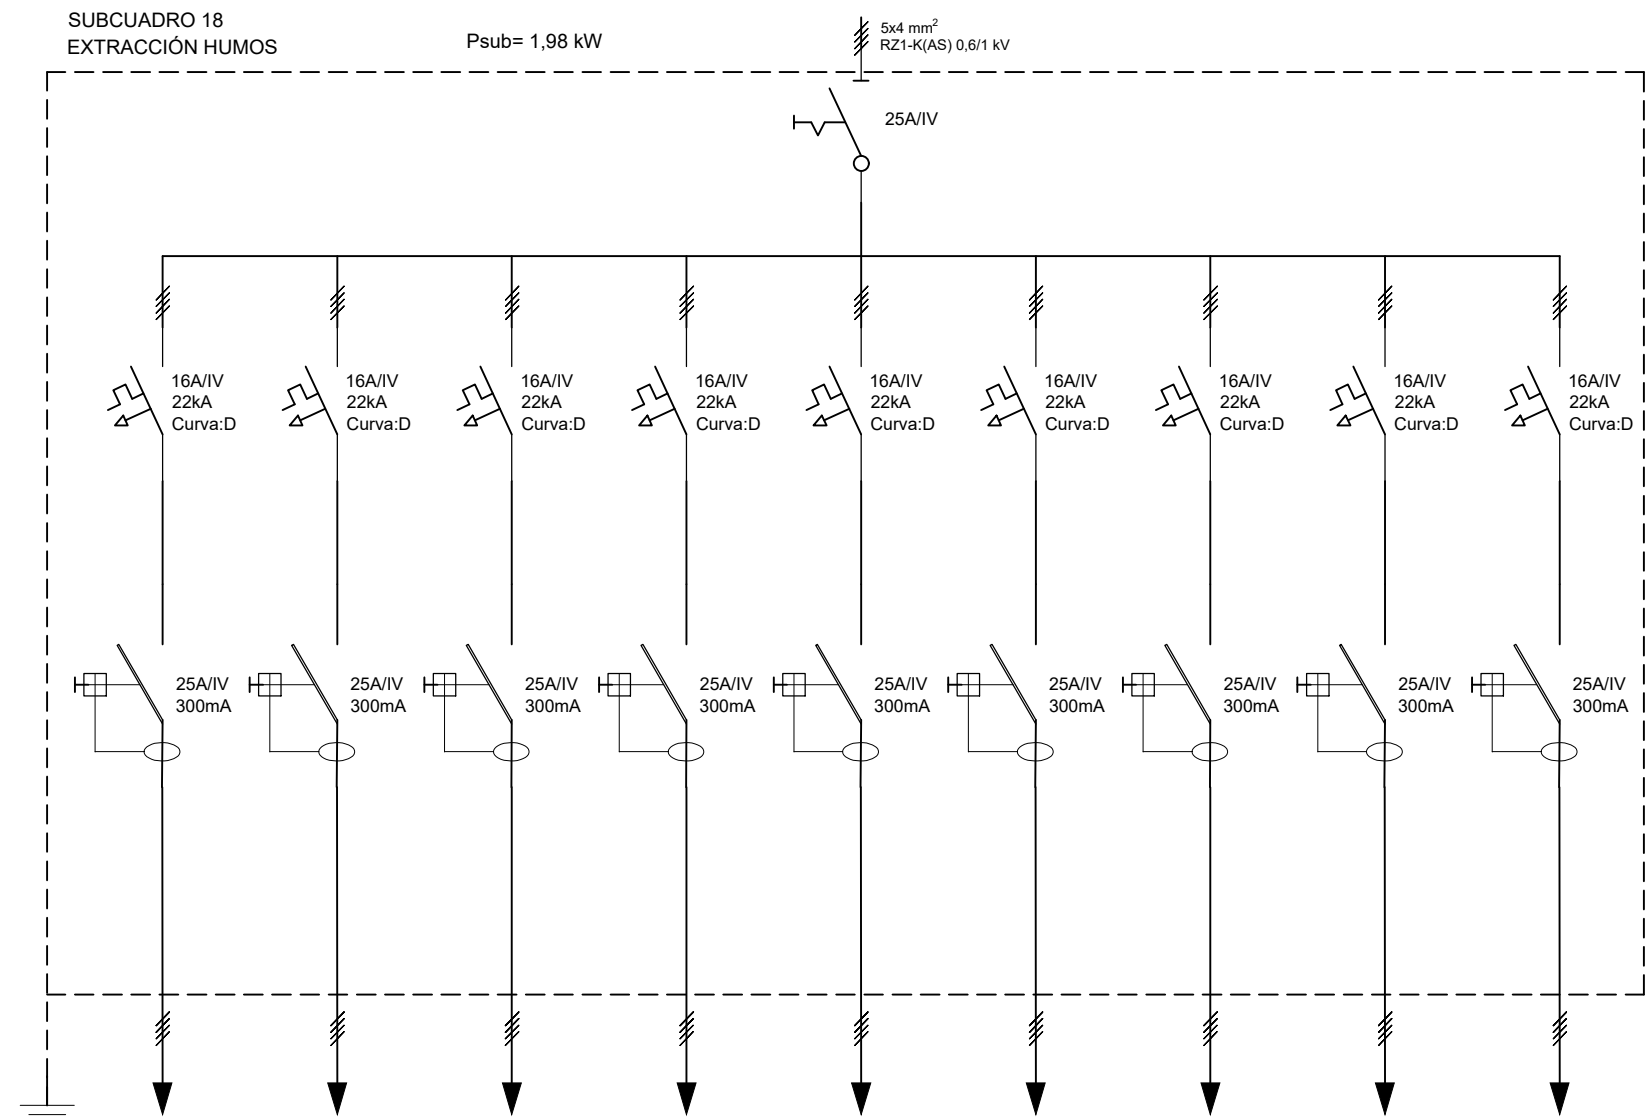 SUBCUADRO 18
EXTRACCIÓN HUMOS
Psub= 1,98 kW
5x4 mm²
RZ1-K(AS) 0,6/1 kV
25A/IV
16A/IV
22kA
Curva:D
16A/IV
22kA
Curva:D
16A/IV
22kA
Curva:D
16A/IV
22kA
Curva:D
16A/IV
22kA
Curva:D
16A/IV
22kA
Curva:D
16A/IV
22kA
Curva:D
16A/IV
22kA
Curva:D
16A/IV
22kA
Curva:D
25A/IV
300mA
25A/IV
300mA
25A/IV
300mA
25A/IV
300mA
25A/IV
300mA
25A/IV
300mA
25A/IV
300mA
25A/IV
300mA
25A/IV
300mA